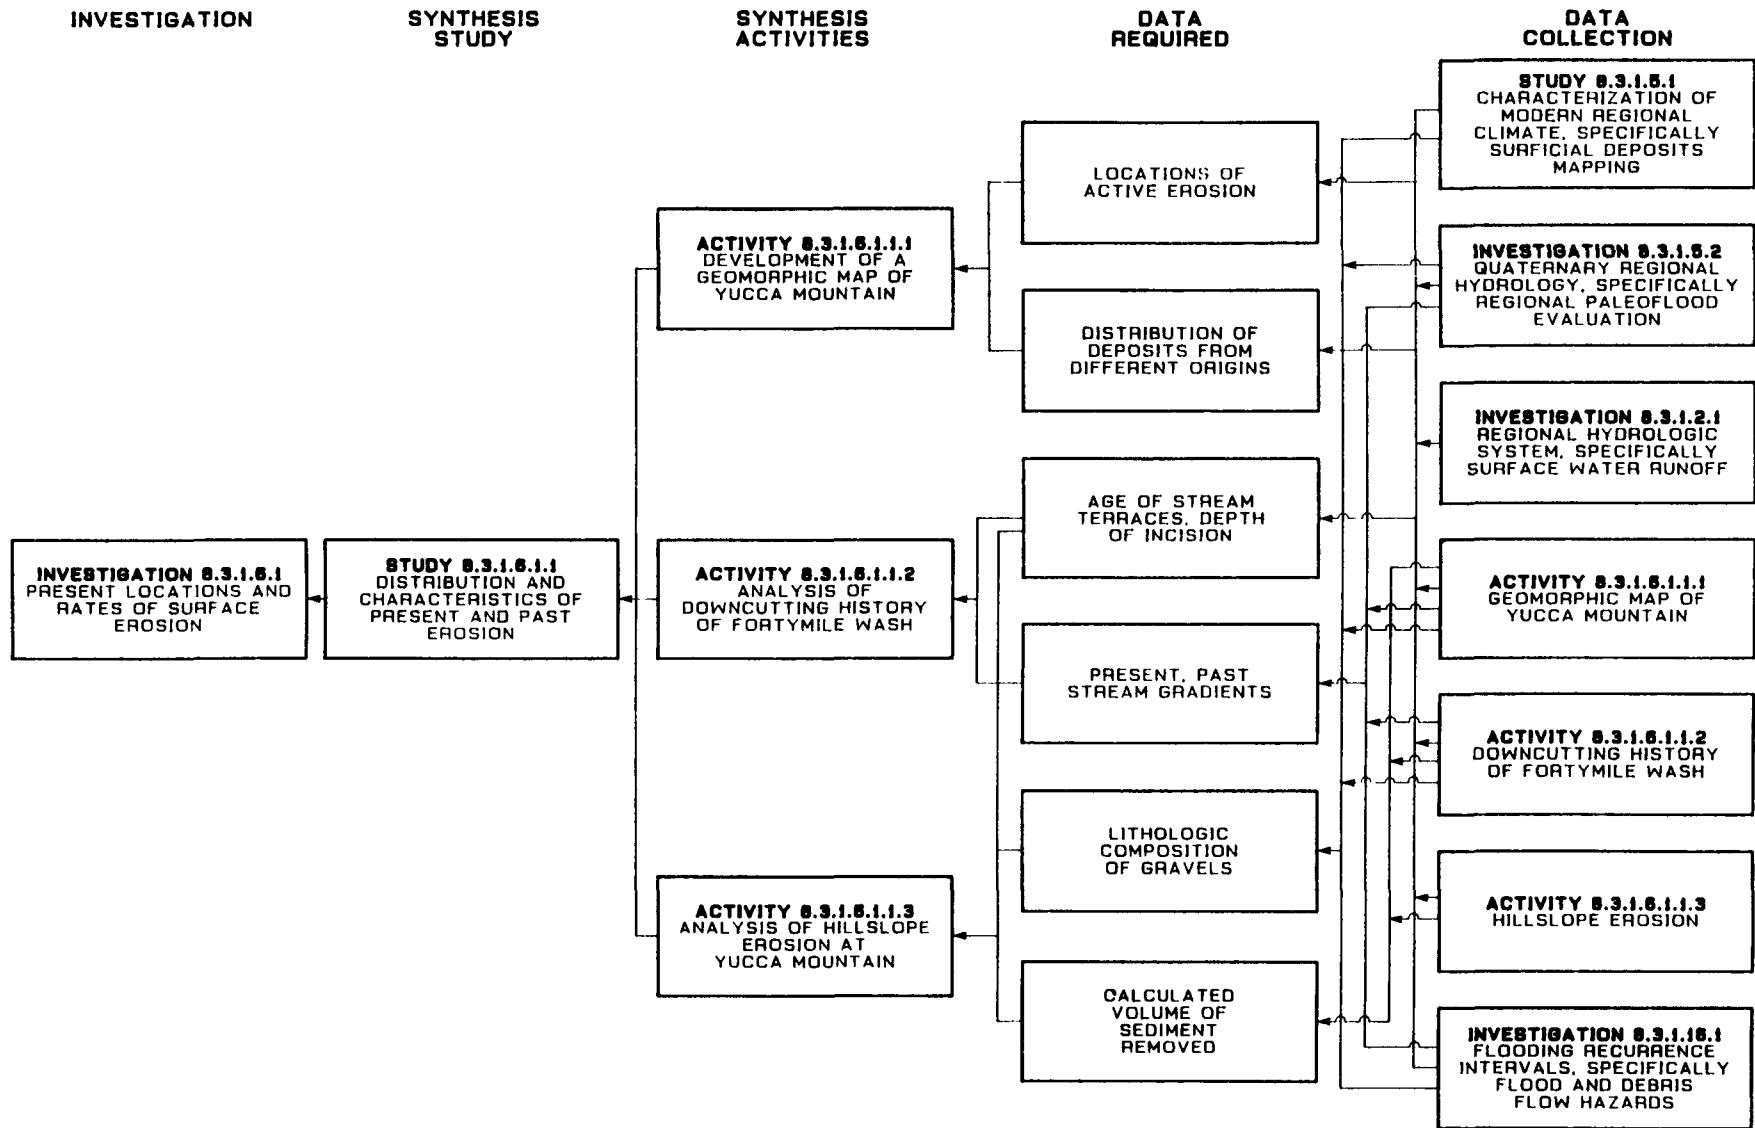 INVESTIGATION
SYNTHESIS
STUDY
SYNTHESIS
ACTIVITIES
DATA
REQUIRED
DATA
COLLECTION
INVESTIGATION 8.3.1.6.1
PRESENT LOCATIONS AND
RATES OF SURFACE
EROSION
STUDY 8.3.1.6.1.1
DISTRIBUTION AND
CHARACTERISTICS OF
PRESENT AND PAST
EROSION
ACTIVITY 8.3.1.6.1.1.1
DEVELOPMENT OF A
GEOMORPHIC MAP OF
YUCCA MOUNTAIN
ACTIVITY 8.3.1.6.1.1.2
ANALYSIS OF
DOWNCUTTING HISTORY
OF FORTYMILE WASH
ACTIVITY 8.3.1.6.1.1.3
ANALYSIS OF HILLSLOPE
EROSION AT
YUCCA MOUNTAIN
LOCATIONS OF
ACTIVE EROSION
DISTRIBUTION OF
DEPOSITS FROM
DIFFERENT ORIGINS
AGE OF STREAM
TERRACES, DEPTH
OF INCISION
PRESENT, PAST
STREAM GRADIENTS
LITHOLOGIC
COMPOSITION
OF GRAVELS
CALCULATED
VOLUME OF
SEDIMENT
REMOVED
STUDY 8.3.1.5.1
CHARACTERIZATION OF
MODERN REGIONAL
CLIMATE, SPECIFICALLY
SURFICIAL DEPOSITS
MAPPING
INVESTIGATION 8.3.1.5.2
QUATERNARY REGIONAL
HYDROLOGY, SPECIFICALLY
REGIONAL PALEOFLOOD
EVALUATION
INVESTIGATION 8.3.1.2.1
REGIONAL HYDROLOGIC
SYSTEM, SPECIFICALLY
SURFACE WATER RUNOFF
ACTIVITY 8.3.1.6.1.1.1
GEOMORPHIC MAP OF
YUCCA MOUNTAIN
ACTIVITY 8.3.1.6.1.1.2
DOWNCUTTING HISTORY
OF FORTYMILE WASH
ACTIVITY 8.3.1.6.1.1.3
HILLSLOPE EROSION
INVESTIGATION 8.3.1.16.1
FLOODING RECURRENCE
INTERVALS, SPECIFICALLY
FLOOD AND DEBRIS
FLOW HAZARDS